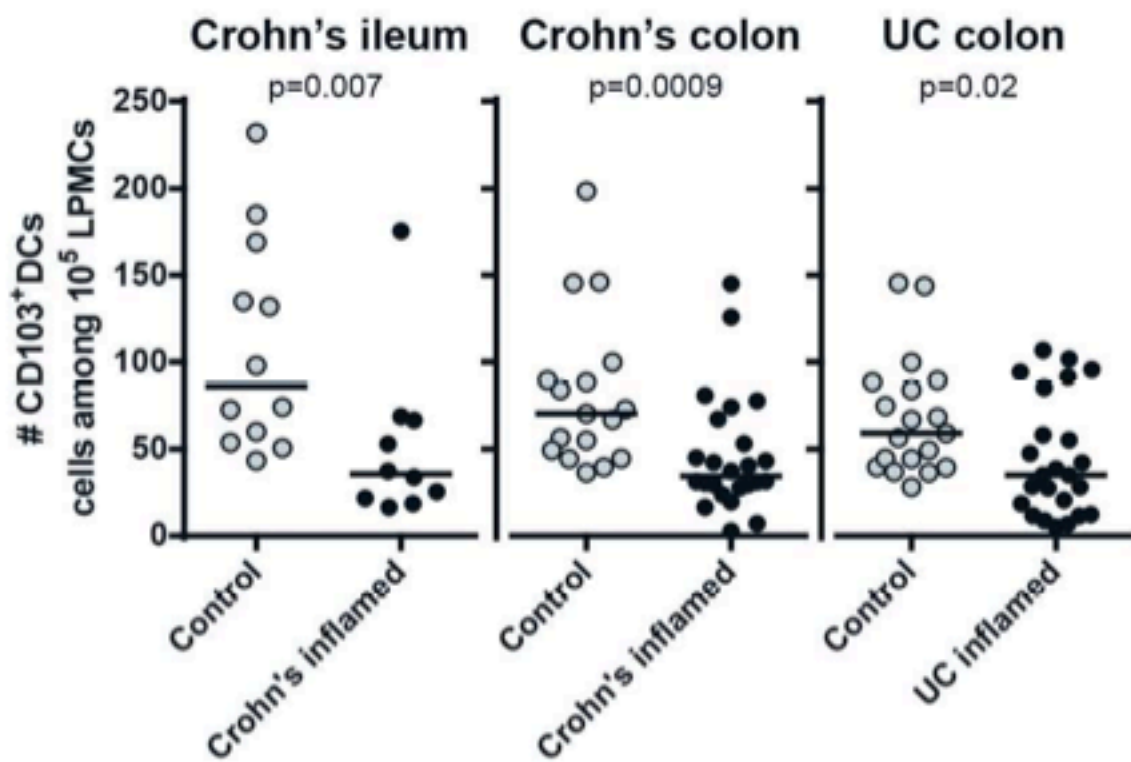 Crohn's ileum Crohn's colon UC colon
p=0.007 p=0.0009 p=0.02
# CD103⁺DCs
cells among 10⁵ LPMCs
250
200
150
100
50
0
Control
Crohn's inflamed
Control
Crohn's inflamed
Control
UC inflamed